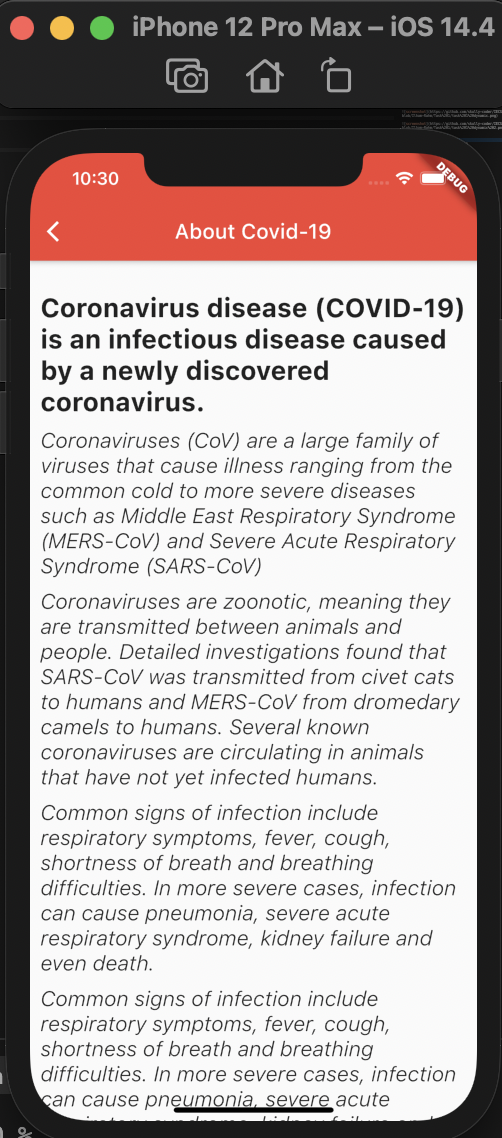 iPhone 12 Pro Max – iOS 14.4
10:30
DEBUG
About Covid-19
Coronavirus disease (COVID-19)
is an infectious disease caused
by a newly discovered
coronavirus.
Coronaviruses (CoV) are a large family of
viruses that cause illness ranging from the
common cold to more severe diseases
such as Middle East Respiratory Syndrome
(MERS-CoV) and Severe Acute Respiratory
Syndrome (SARS-CoV)
Coronaviruses are zoonotic, meaning they
are transmitted between animals and
people. Detailed investigations found that
SARS-CoV was transmitted from civet cats
to humans and MERS-CoV from dromedary
camels to humans. Several known
coronaviruses are circulating in animals
that have not yet infected humans.
Common signs of infection include
respiratory symptoms, fever, cough,
shortness of breath and breathing
difficulties. In more severe cases, infection
can cause pneumonia, severe acute
respiratory syndrome, kidney failure and
even death.
Common signs of infection include
respiratory symptoms, fever, cough,
shortness of breath and breathing
difficulties. In more severe cases, infection
can cause pneumonia, severe acute